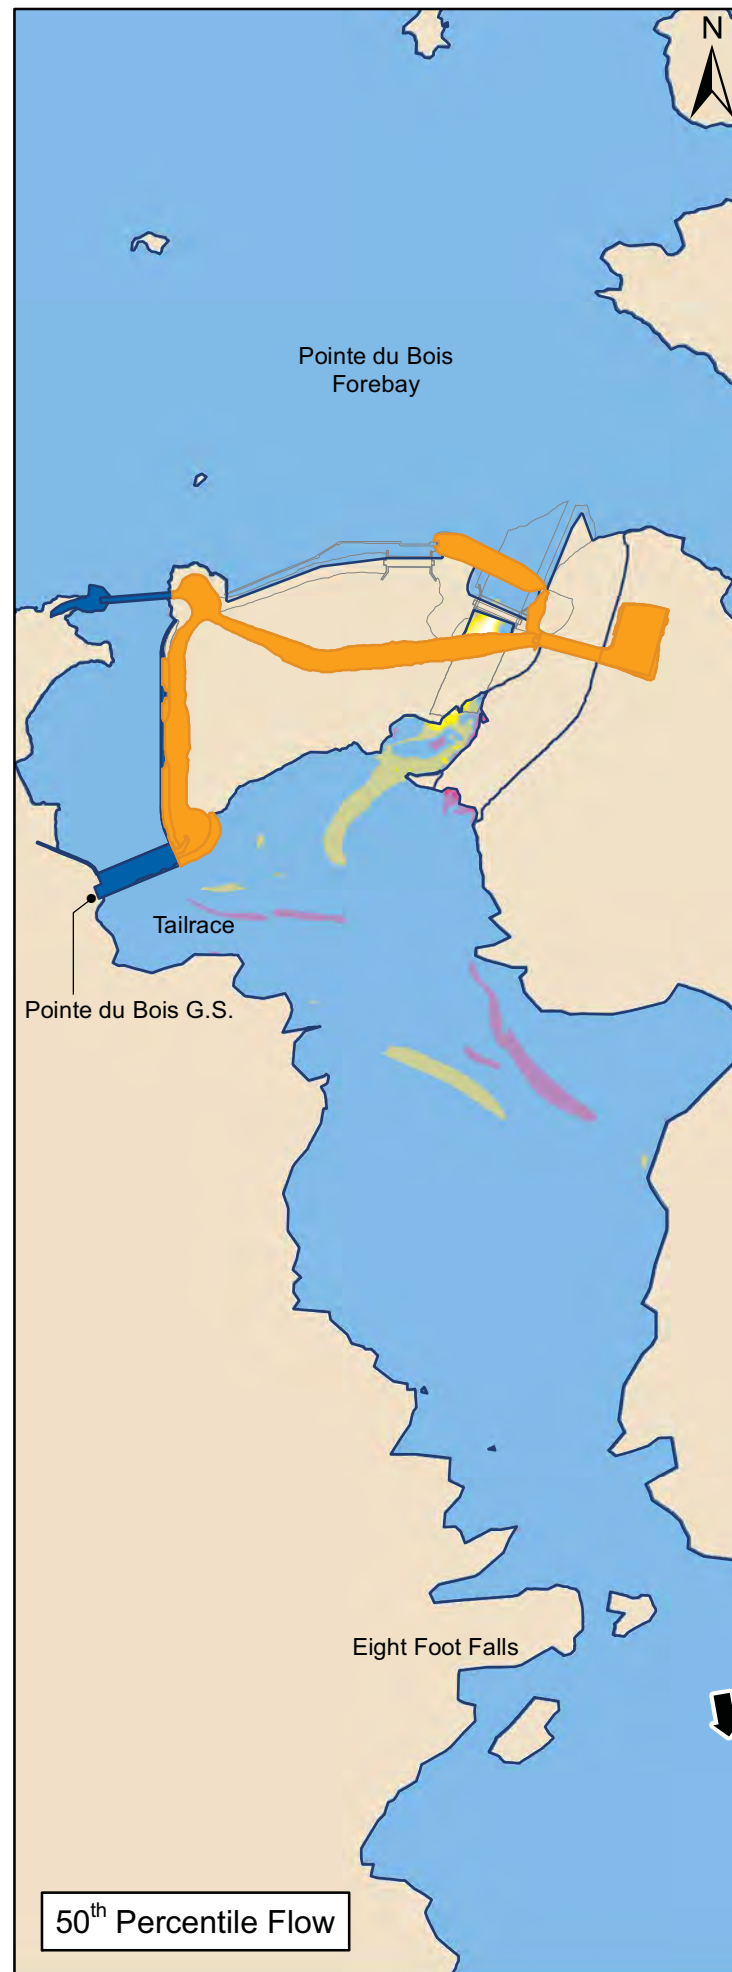 N
Pointe du Bois
Forebay
Tailrace
Pointe du Bois G.S.
Eight Foot Falls
50th Percentile Flow